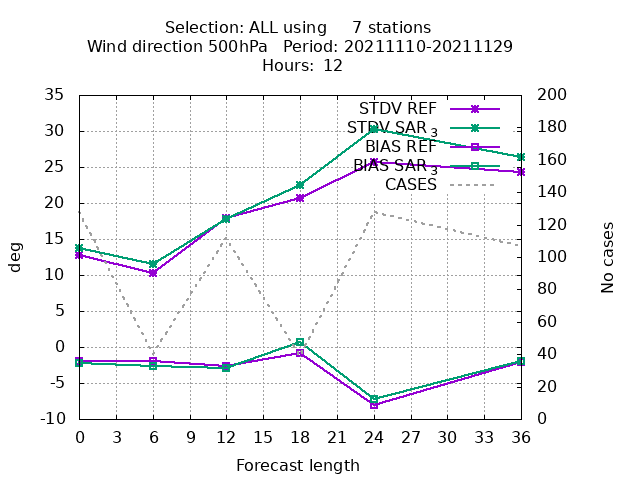 Selection: ALL using 7 stations
Wind direction 500hPa Period: 20211110-20211129
Hours: 12
STDV REF
STDV SAR3
BIAS REF
BIAS SAR3
CASES
35
30
25
20
15
10
5
0
-5
-10
deg
200
180
160
140
120
100
80
60
40
20
0
No cases
0 3 6 9 12 15 18 21 24 27 30 33 36
Forecast length